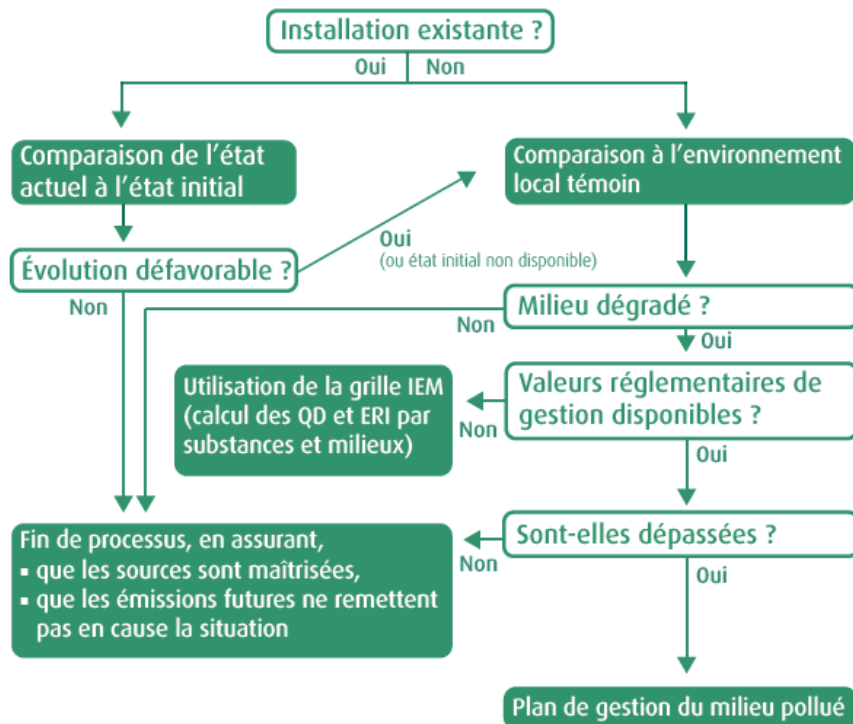 Installation existante ?
Oui
Non
Comparaison de l'état
actuel à l'état initial
Comparaison à l'environnement
local témoin
Oui
(ou état initial non disponible)
Évolution défavorable ?
Non
Milieu dégradé ?
Non
Oui
Utilisation de la grille IEM
(calcul des QD et ERI par
substances et milieux)
Valeurs réglementaires de
gestion disponibles ?
Non
Oui
Fin de processus, en assurant,
▪ que les sources sont maîtrisées,
▪ que les émissions futures ne remettent
pas en cause la situation
Sont-elles dépassées ?
Non
Oui
Plan de gestion du milieu pollué